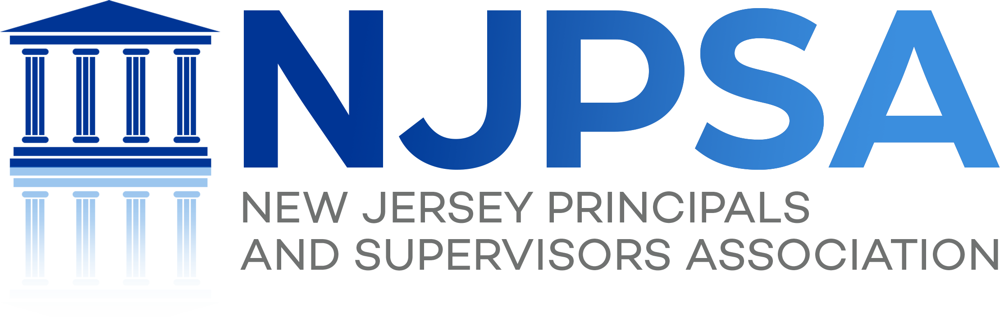 NJPSA
NEW JERSEY PRINCIPALS
AND SUPERVISORS ASSOCIATION